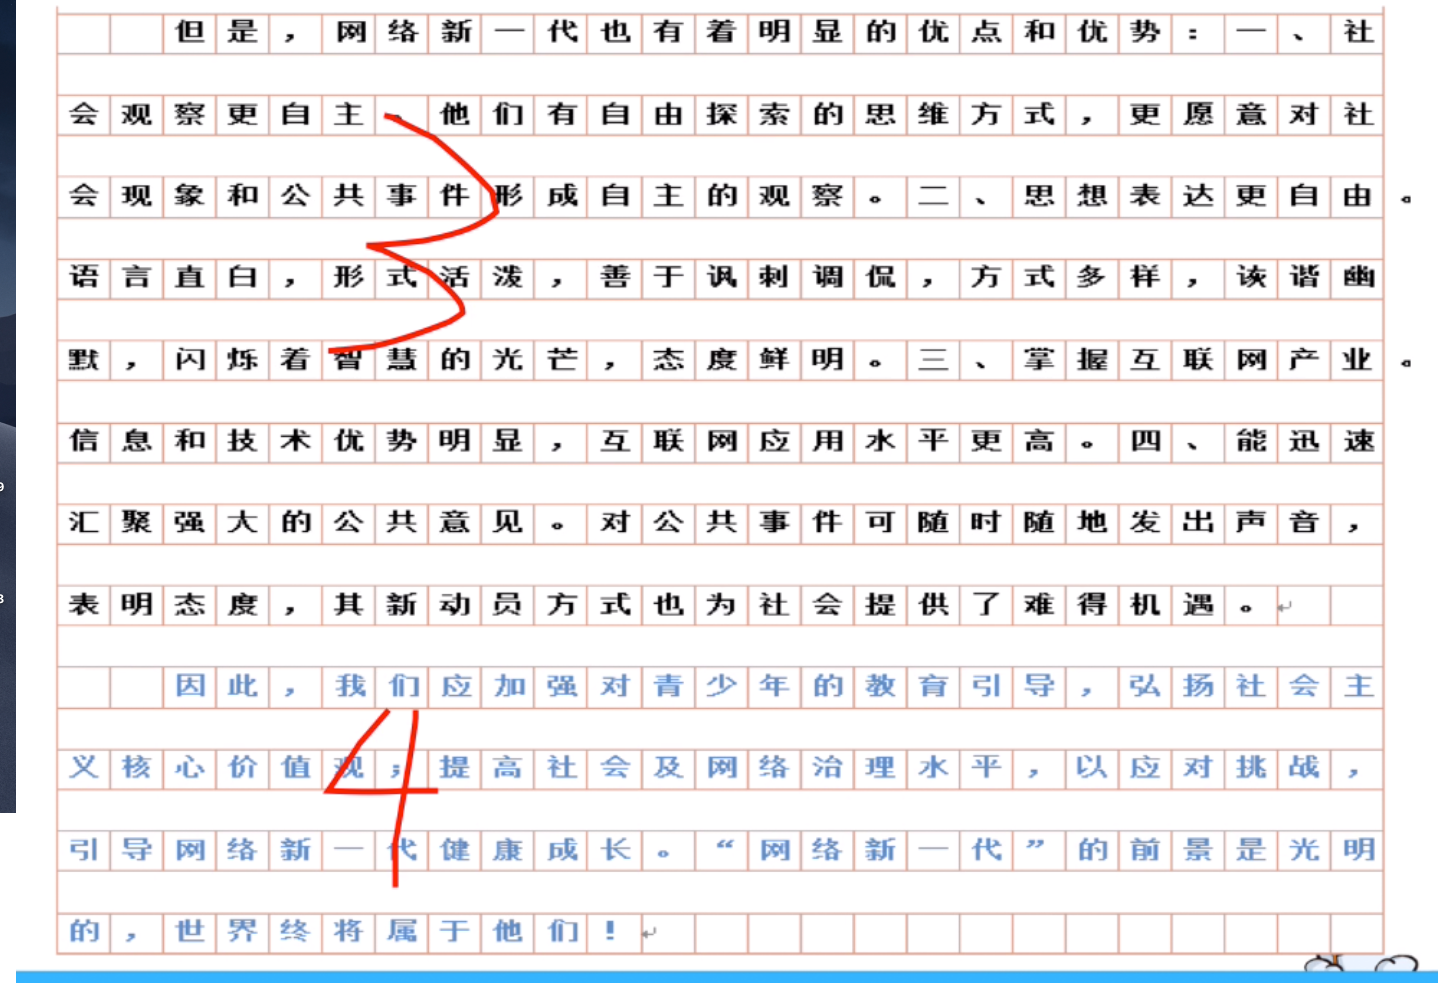 但是，网络新一代也有着明显的优点和优势：一、社
会观察更自主。他们有自由探索的思维方式，更愿意对社
会现象和公共事件形成自主的观察。二、思想表达更自由。
语言直白，形式活泼，善于讽刺调侃，方式多样，诙谐幽
默，闪烁着智慧的光芒，态度鲜明。三、掌握互联网产业。
信息和技术优势明显，互联网应用水平更高。四、能迅速
汇聚强大的公共意见。对公共事件可随时随地发出声音，
表明态度，其新动员方式也为社会提供了难得机遇。
因此，我们应加强对青少年的教育引导，弘扬社会主
义核心价值观；提高社会及网络治理水平，以应对挑战，
引导网络新一代健康成长。“网络新一代”的前景是光明
的，世界终将属于他们！
3
4
9
3